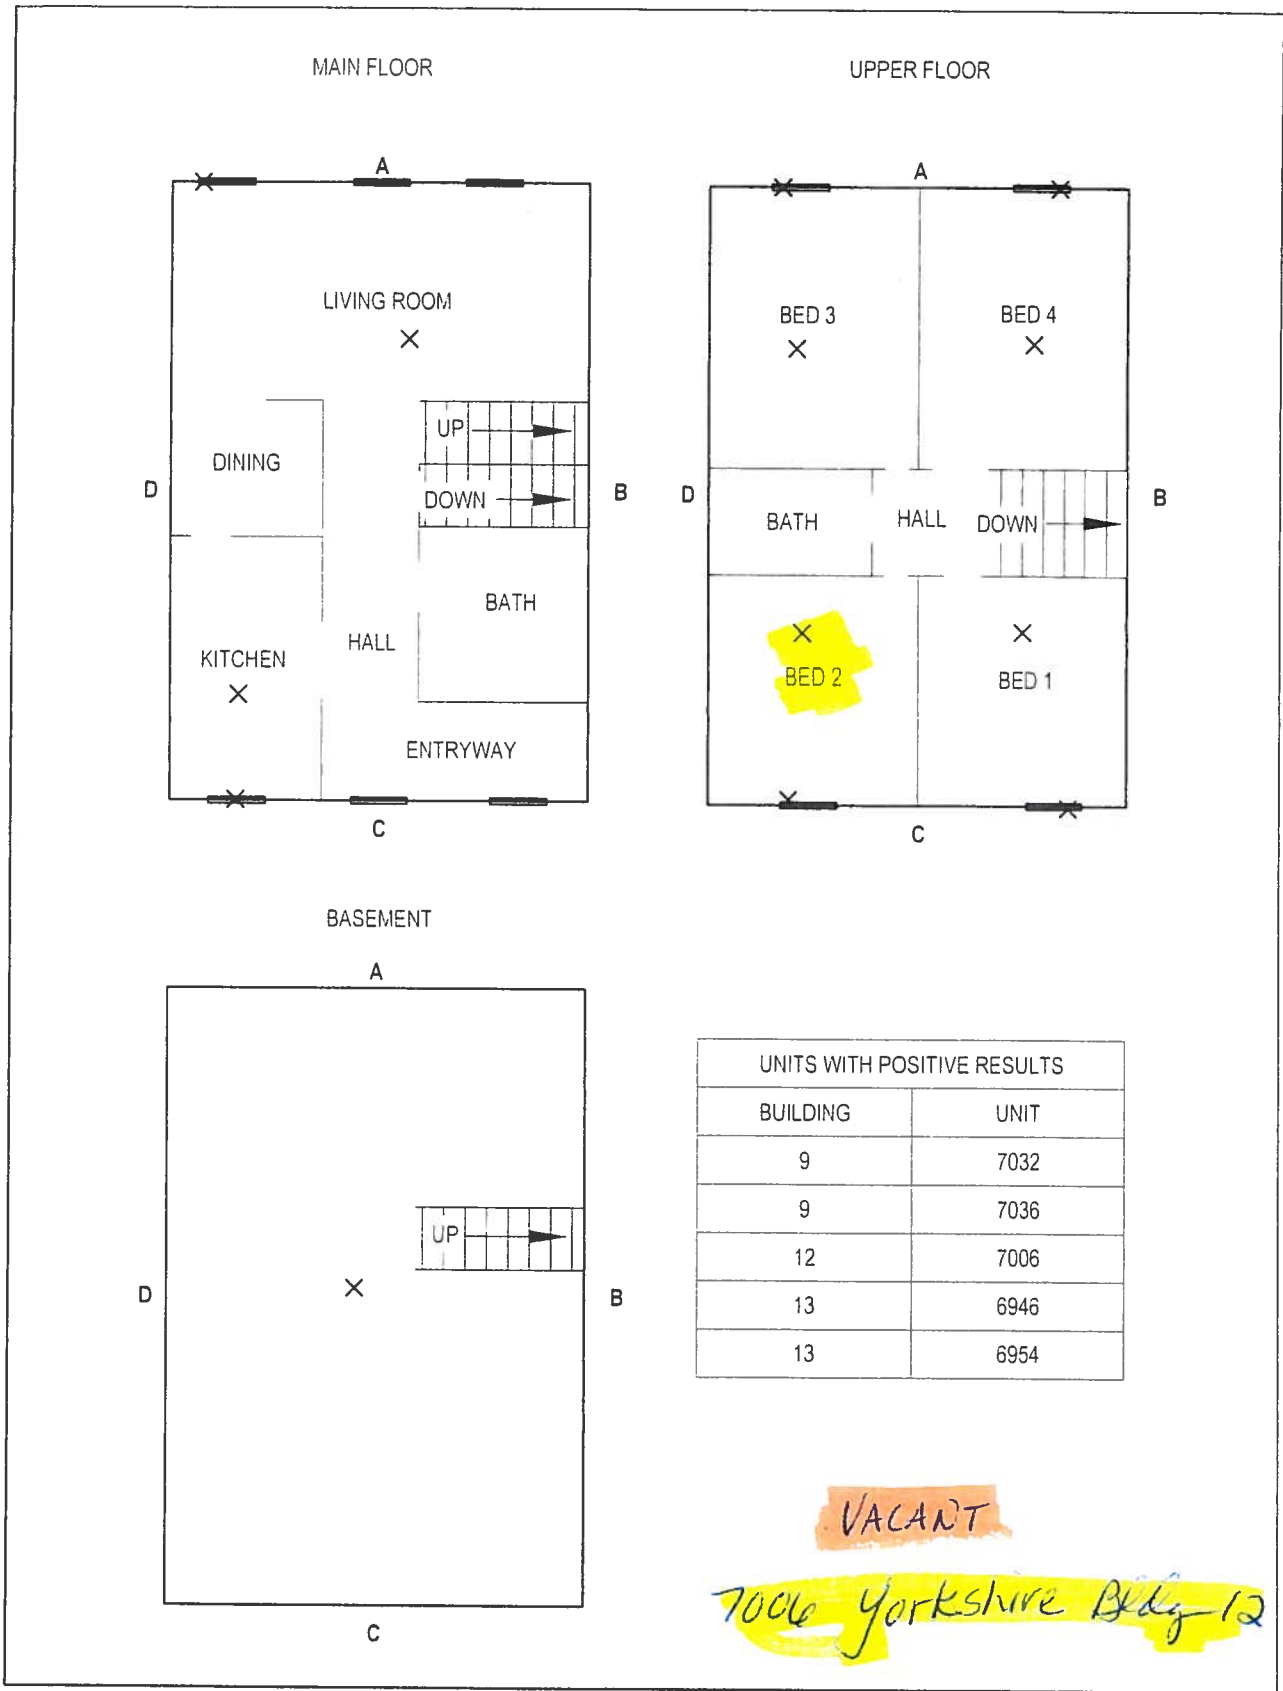 MAIN FLOOR
A
LIVING ROOM
UP
DINING
D
DOWN
B
BATH
HALL
KITCHEN
ENTRYWAY
C
UPPER FLOOR
A
BED 3
BED 4
D
BATH
HALL
DOWN
B
BED 2
BED 1
C
BASEMENT
A
UP
D
B
C
UNITS WITH POSITIVE RESULTS
BUILDING UNIT
9 7032
9 7036
12 7006
13 6946
13 6954
VACANT
7006 Yorkshire Bldg 12